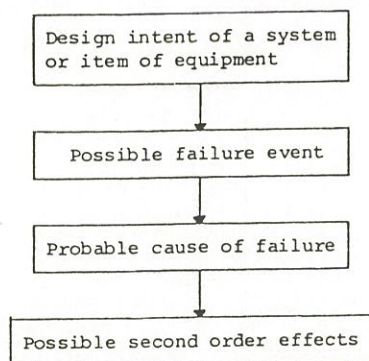 Design intent of a system
or item of equipment
Possible failure event
Probable cause of failure
Possible second order effects